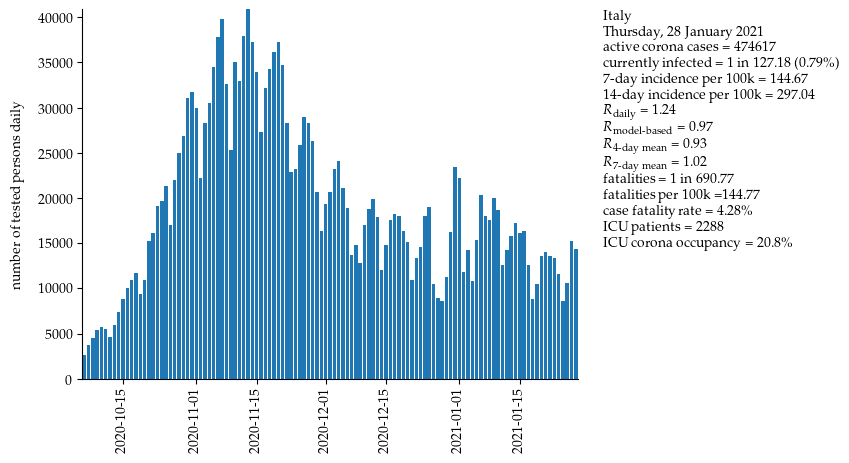 number of tested persons daily
40000
35000
30000
25000
20000
15000
10000
5000
0
2020-10-15
2020-11-01
2020-11-15
2020-12-01
2020-12-15
2021-01-01
2021-01-15
Italy
Thursday, 28 January 2021
active corona cases = 474617
currently infected = 1 in 127.18 (0.79%)
7-day incidence per 100k = 144.67
14-day incidence per 100k = 297.04
R daily = 1.24
R model-based = 0.97
R 4-day mean = 0.93
R 7-day mean = 1.02
fatalities = 1 in 690.77
fatalities per 100k =144.77
case fatality rate = 4.28%
ICU patients = 2288
ICU corona occupancy = 20.8%